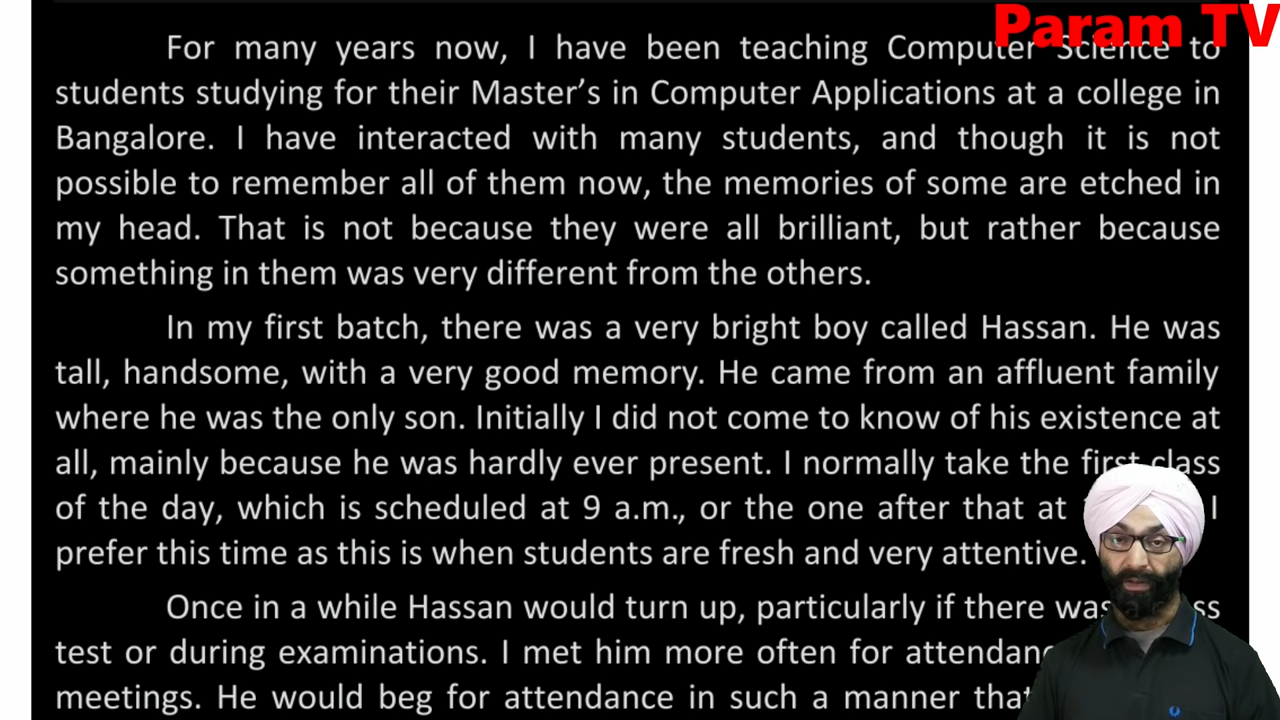 Param TV
For many years now, I have been teaching Computer Science to
students studying for their Master’s in Computer Applications at a college in
Bangalore. I have interacted with many students, and though it is not
possible to remember all of them now, the memories of some are etched in
my head. That is not because they were all brilliant, but rather because
something in them was very different from the others.
In my first batch, there was a very bright boy called Hassan. He was
tall, handsome, with a very good memory. He came from an affluent family
where he was the only son. Initially I did not come to know of his existence at
all, mainly because he was hardly ever present. I normally take the first class
of the day, which is scheduled at 9 a.m., or the one after that at I
prefer this time as this is when students are fresh and very attentive.
Once in a while Hassan would turn up, particularly if there was a class
test or during examinations. I met him more often for
meetings. He would beg for attendance in such a manner that